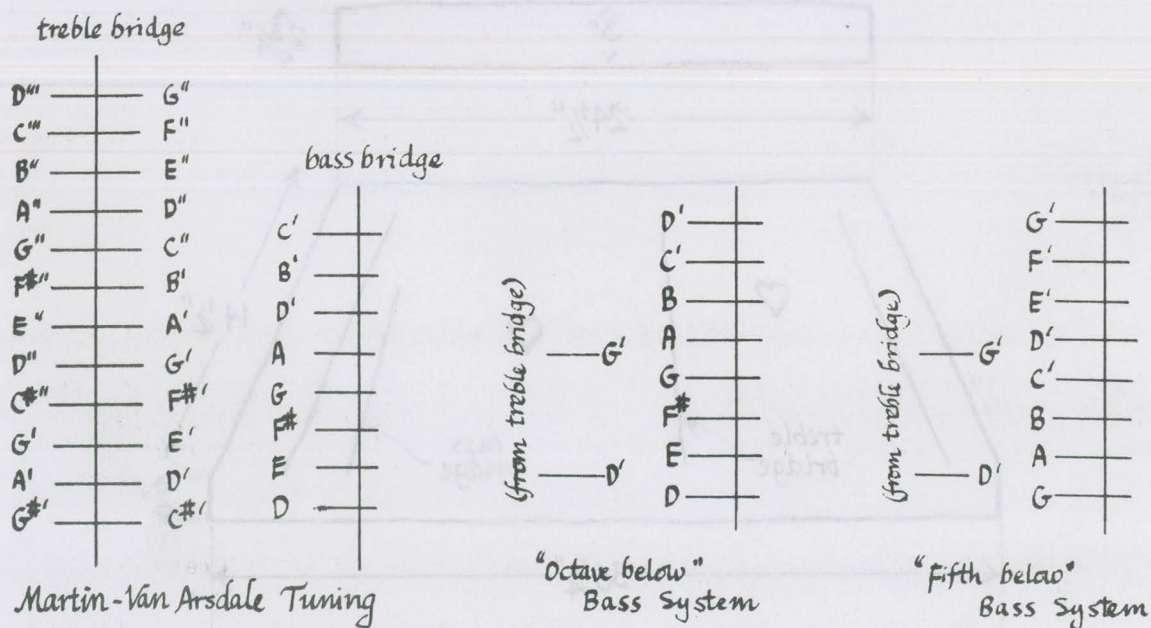 treble bridge
D''' G''
C''' F''
B'' E''
A'' D''
G'' C''
F#'' B'
E'' A'
D'' G'
C#'' F#'
G' E'
A' D'
G#' C#'
bass bridge
C'
B'
D'
A
G
F#
E
D
Martin-Van Arsdale Tuning
(from treble bridge)
G'
D'
D'
C'
B
A
G
F#
E
D
"Octave below"
Bass System
(from treble bridge)
G'
D'
G'
F'
E'
D'
C'
B
A
G
"Fifth below"
Bass System